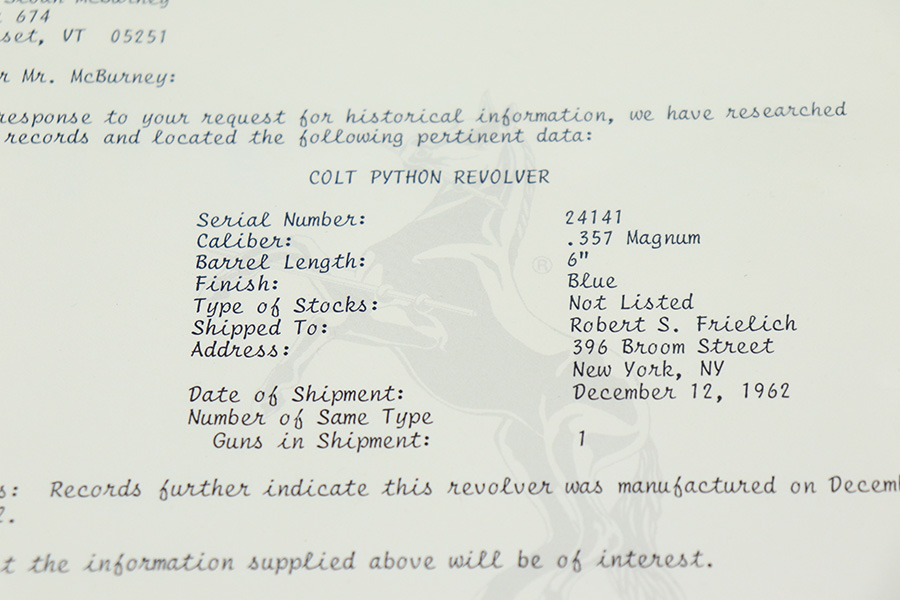 674
set, VT 05251
r Mr. McBurney:
response to your request for historical information, we have researched
records and located the following pertinent data:
COLT PYTHON REVOLVER
Serial Number: 24141
Caliber: .357 Magnum
Barrel Length: 6"
Finish: Blue
Type of Stocks: Not Listed
Shipped To: Robert S. Frielich
Address: 396 Broom Street
New York, NY
Date of Shipment: December 12, 1962
Number of Same Type
Guns in Shipment: 1
s: Records further indicate this revolver was manufactured on Decem
2.
t the information supplied above will be of interest.
®